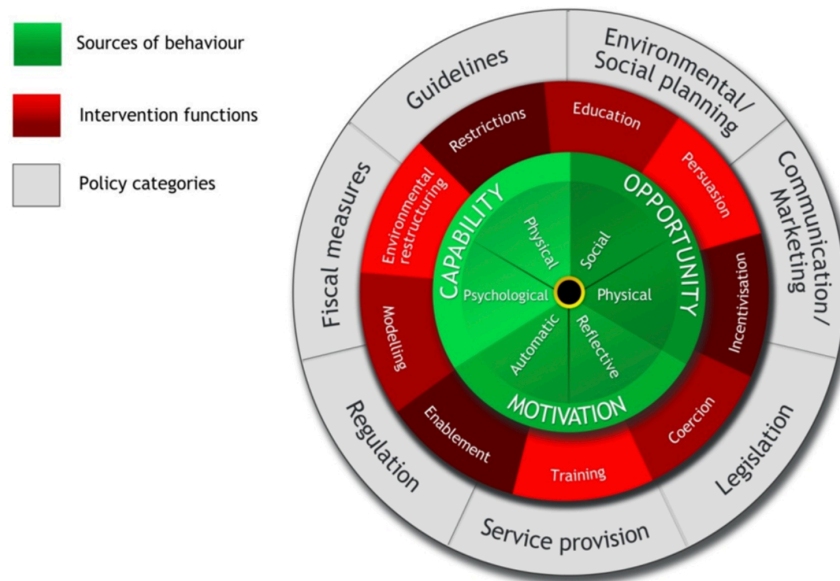 Sources of behaviour
Intervention functions
Policy categories
Guidelines
Environmental/
Social planning
Communication/
Marketing
Legislation
Service provision
Regulation
Fiscal measures
Restrictions
Education
Persuasion
Incentivisation
Coercion
Training
Enablement
Modelling
Environmental
restructuring
CAPABILITY
OPPORTUNITY
MOTIVATION
Physical
Social
Psychological
Physical
Automatic
Reflective